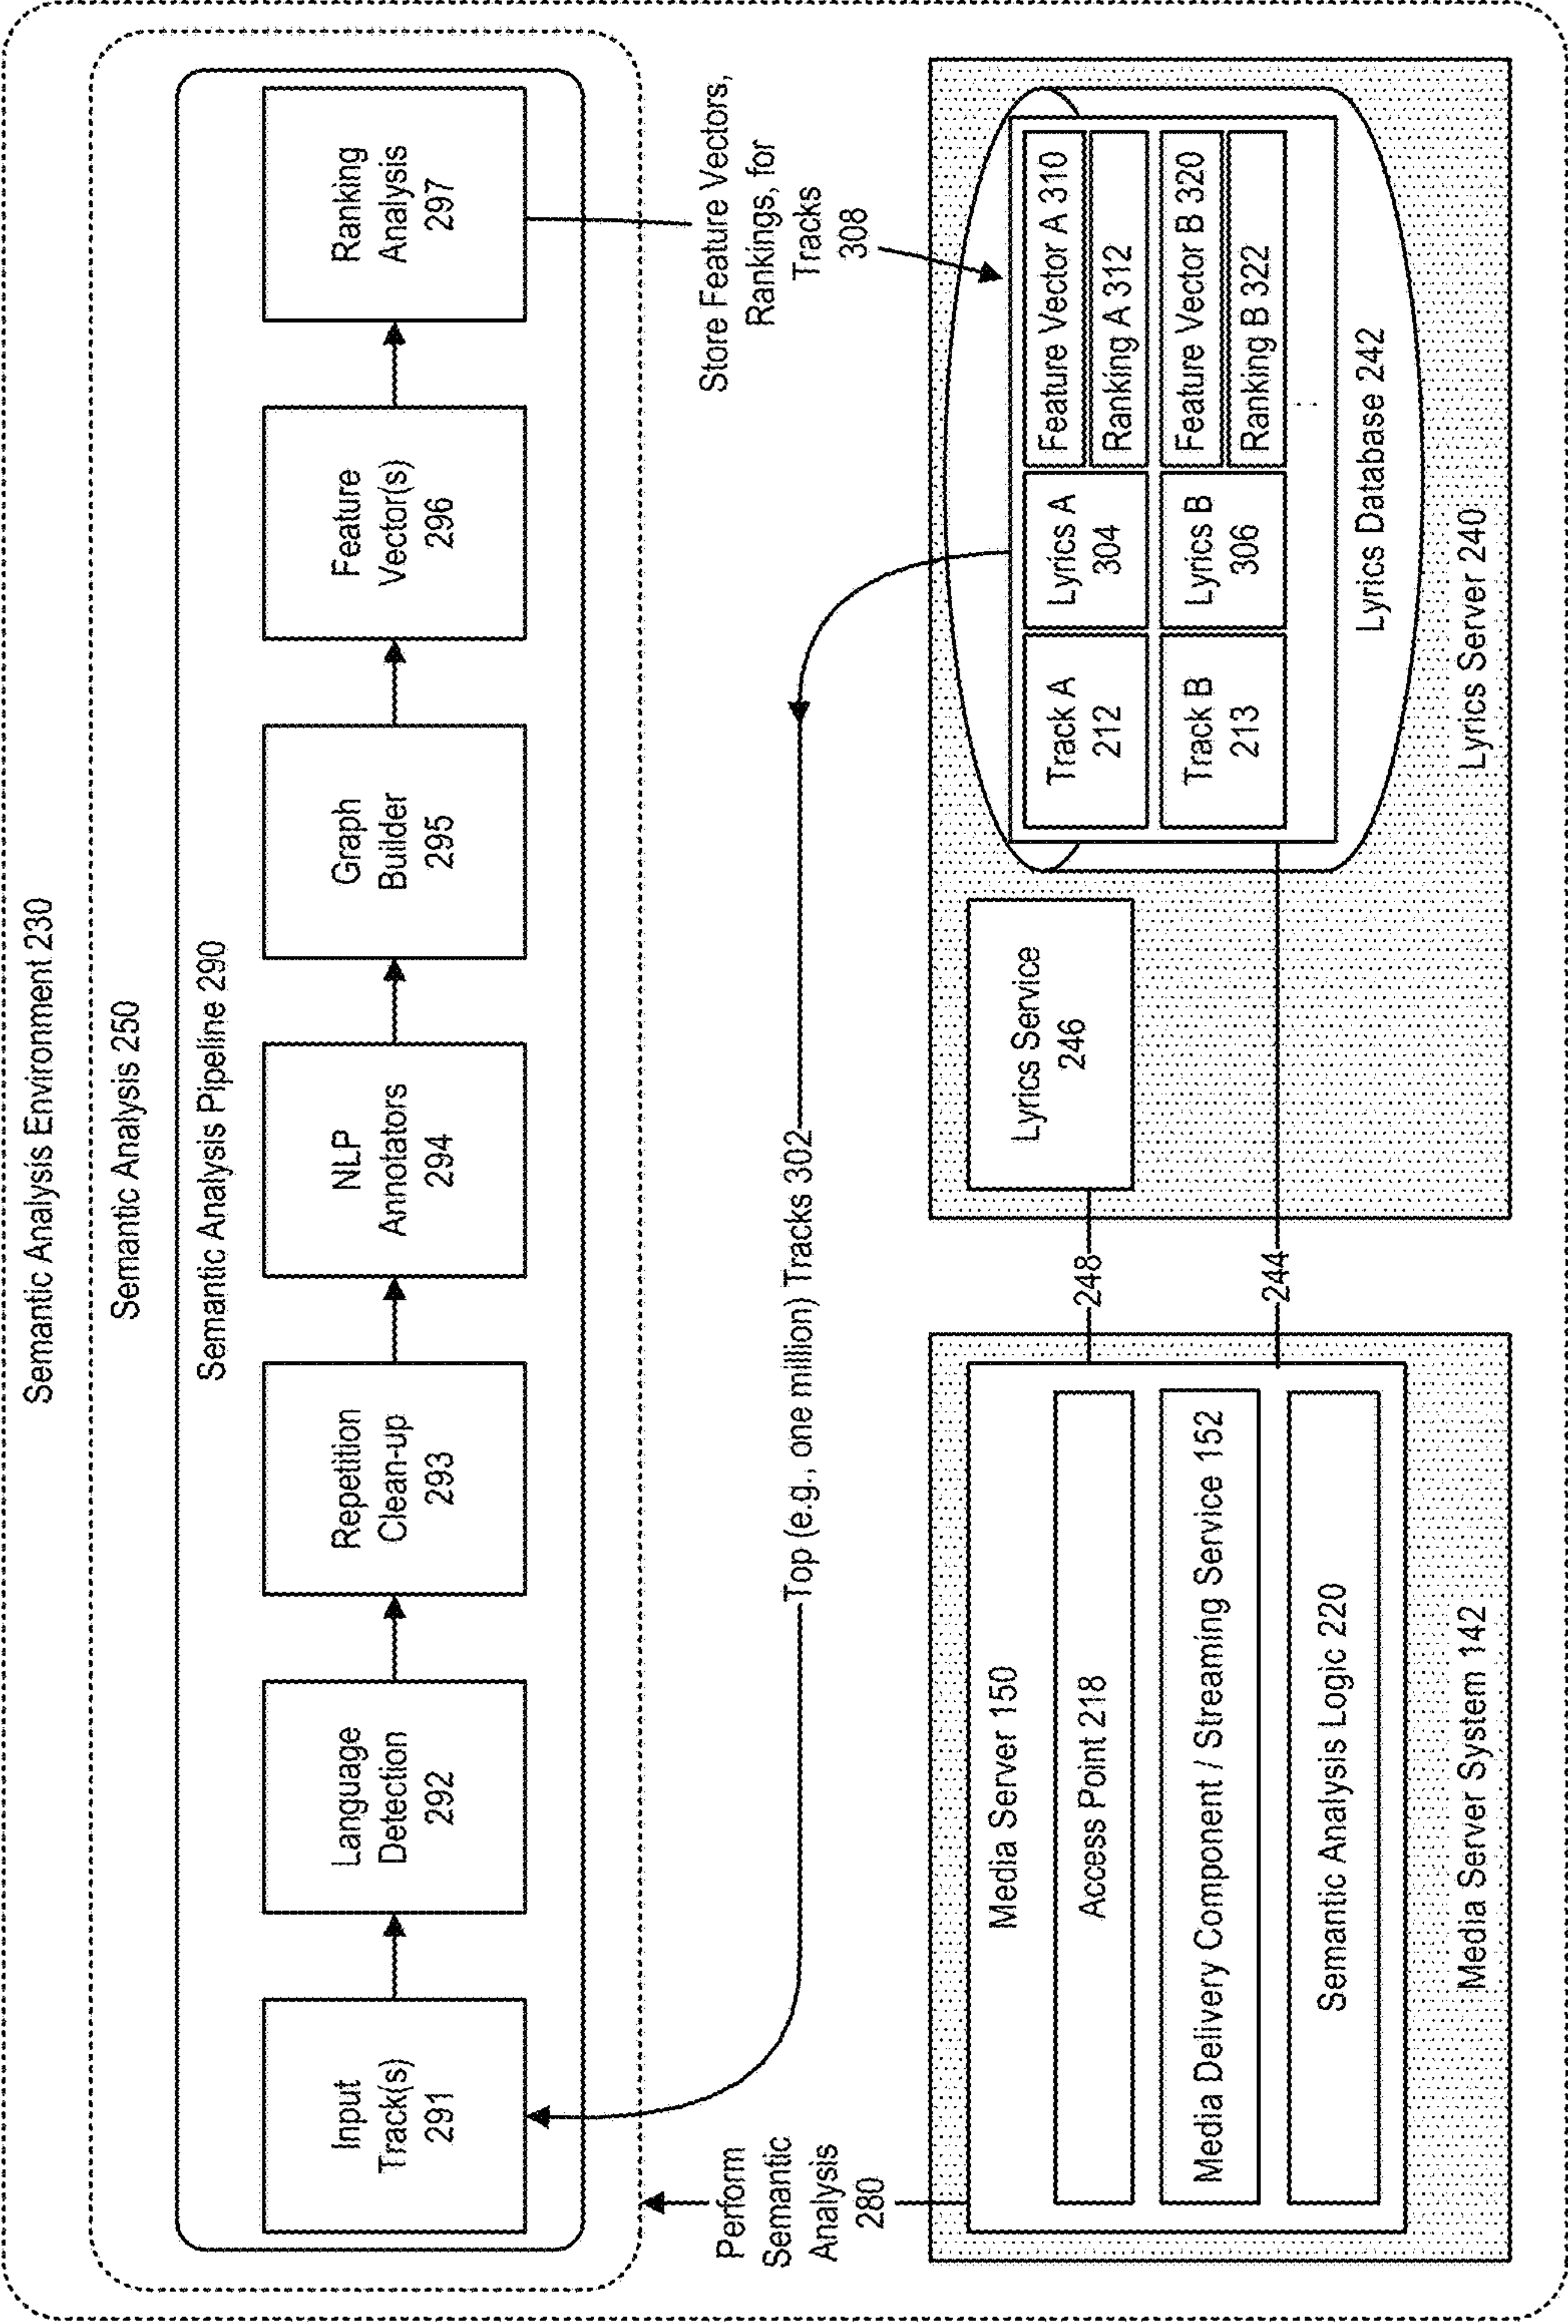 Semantic Analysis Environment 230
Semantic Analysis 250
Semantic Analysis Pipeline 290
Input
Track(s)
291
Language
Detection
292
Repetition
Clean-up
293
NLP
Annotators
294
Graph
Builder
295
Feature
Vector(s)
296
Ranking
Analysis
297
Perform
Semantic
Analysis
280
Top (e.g., one million) Tracks 302
Store Feature Vectors,
Rankings, for
Tracks
308
Media Server 150
Access Point 218
Media Delivery Component / Streaming Service 152
Semantic Analysis Logic 220
Media Server System 142
248
244
Lyrics Service
246
Track A
212
Lyrics A
304
Feature Vector A 310
Ranking A 312
Track B
213
Lyrics B
306
Feature Vector B 320
Ranking B 322
Lyrics Database 242
Lyrics Server 240